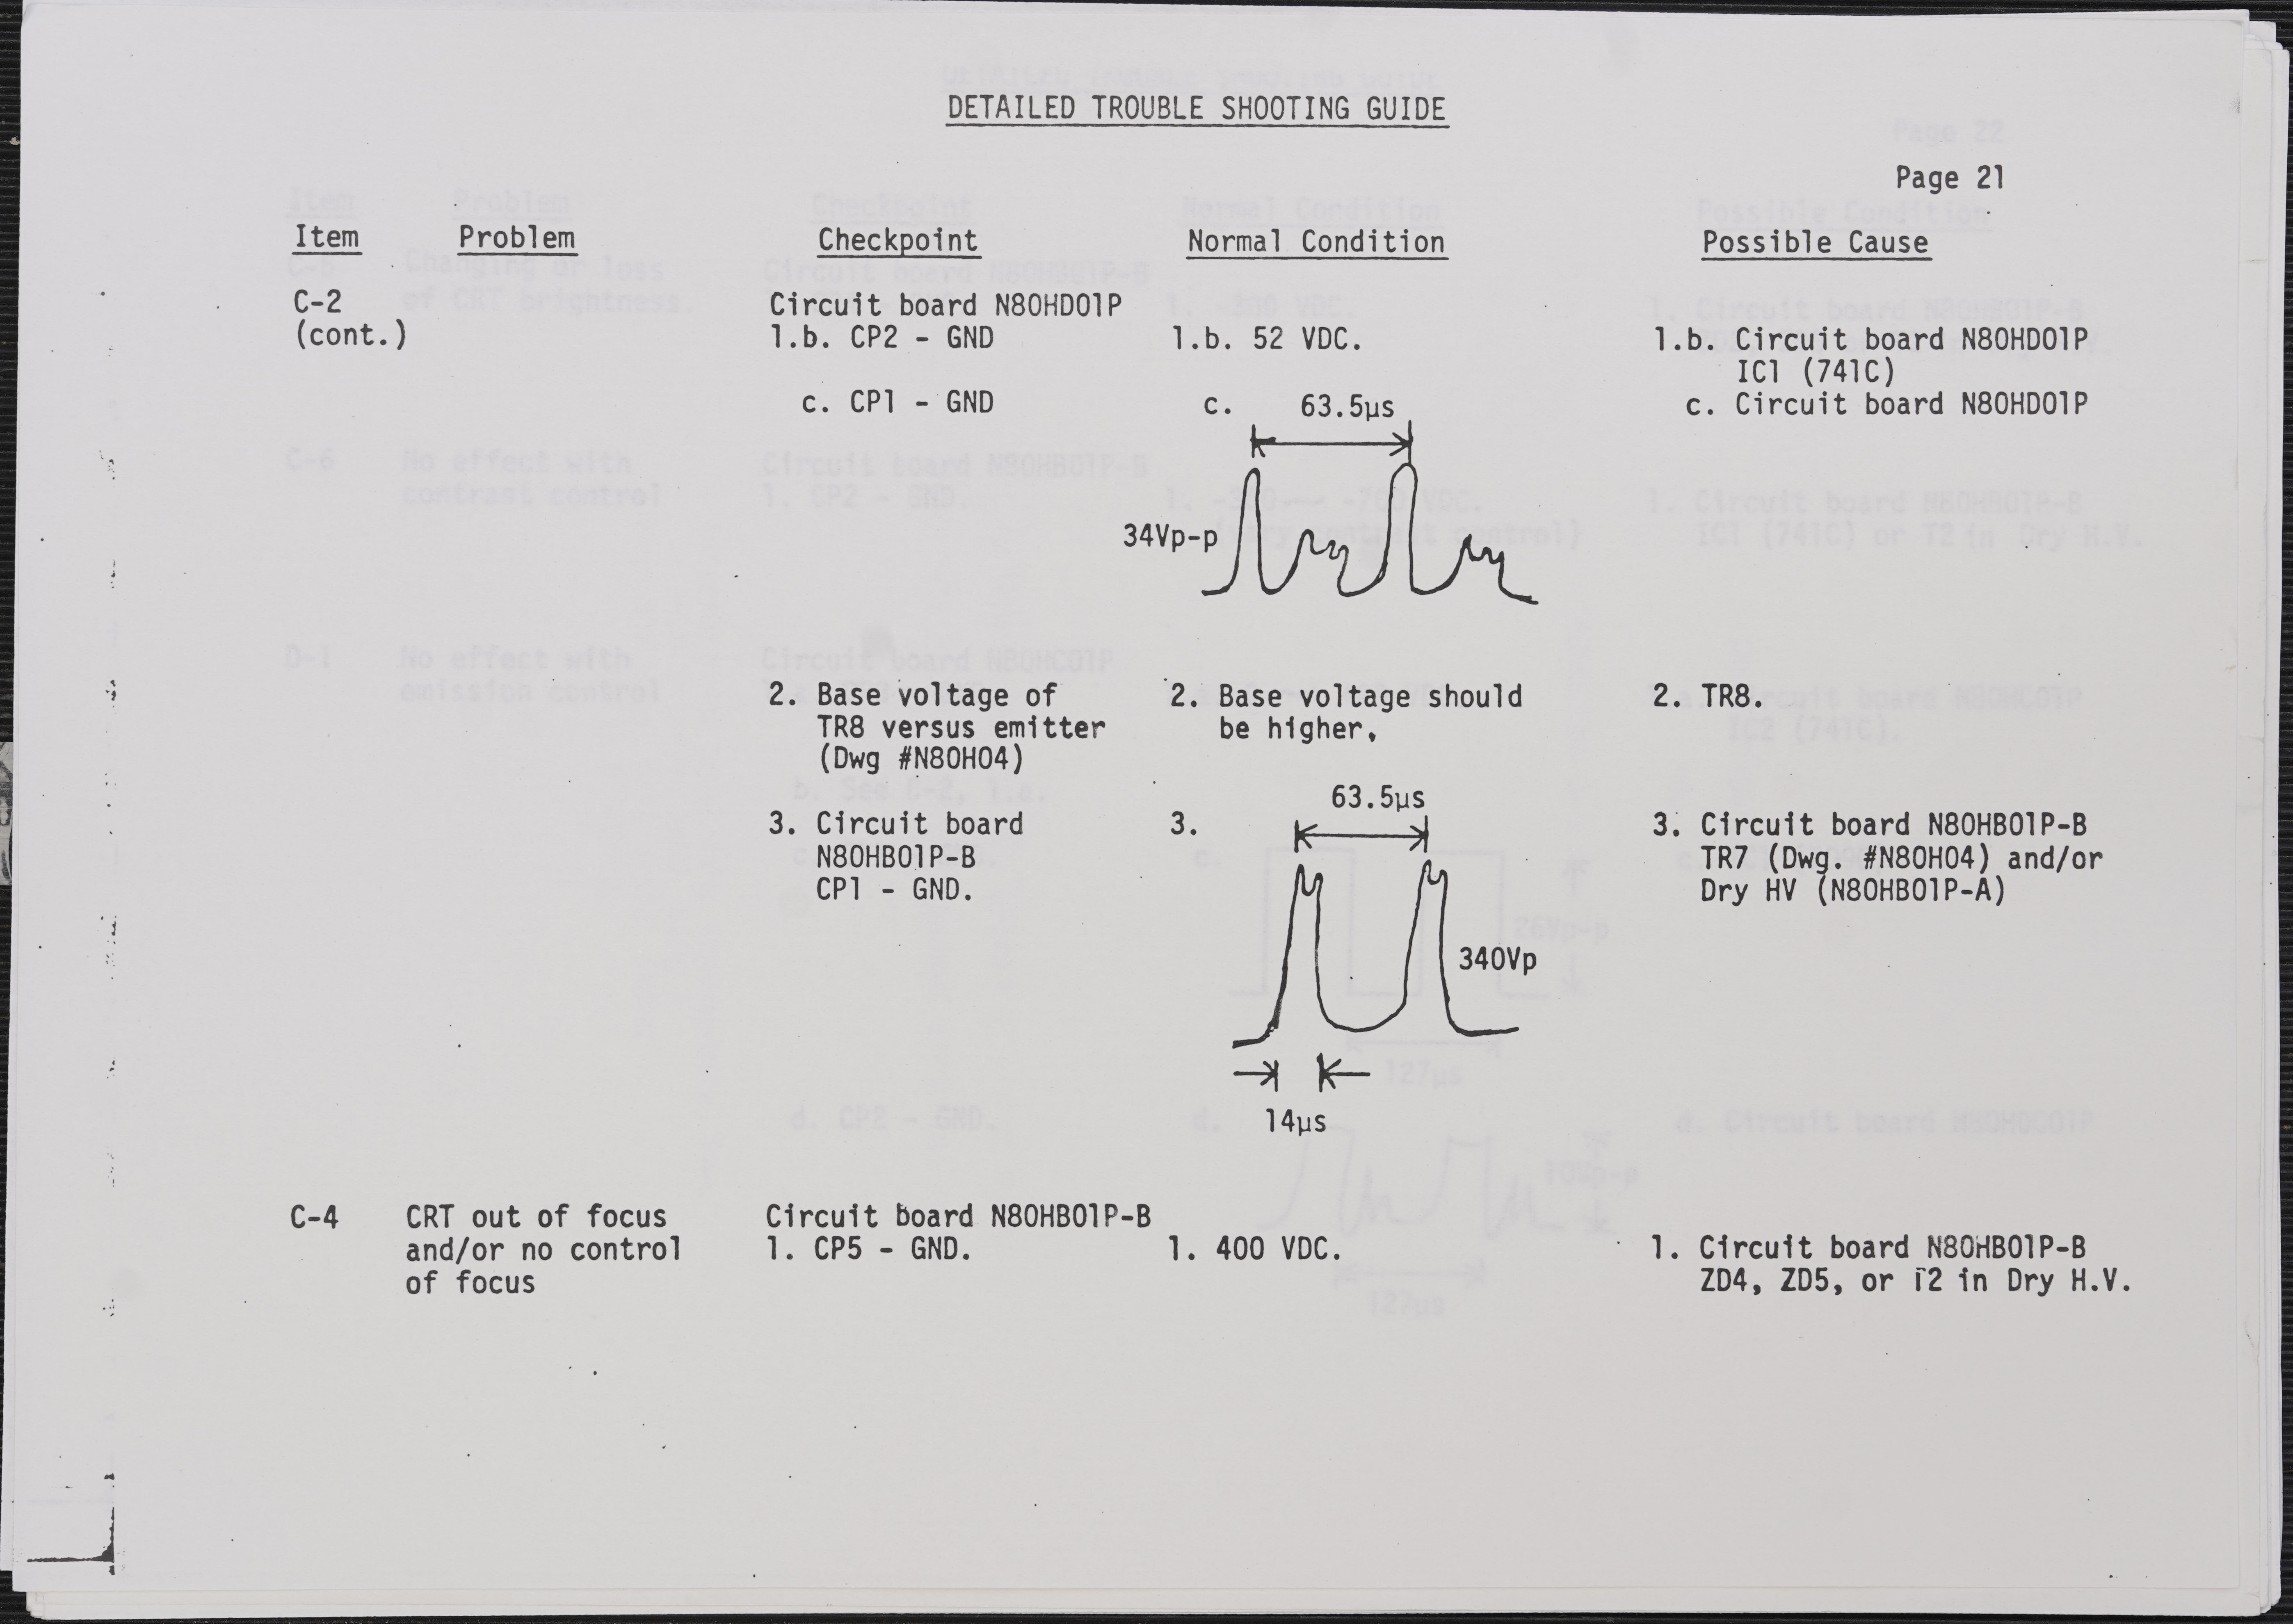 DETAILED TROUBLE SHOOTING GUIDE
Page 21
Item Problem Checkpoint Normal Condition Possible Cause
C-2 Circuit board N80HD01P
(cont.) 1.b. CP2 - GND 1.b. 52 VDC. 1.b. Circuit board N80HD01P
IC1 (741C)
c. CP1 - GND c. 63.5µs c. Circuit board N80HD01P
34Vp-p
2. Base voltage of 2. Base voltage should 2. TR8.
TR8 versus emitter be higher.
(Dwg #N80H04)
63.5µs
3. Circuit board 3. 3. Circuit board N80HB01P-B
N80HB01P-B TR7 (Dwg. #N80H04) and/or
CP1 - GND. Dry HV (N80HB01P-A)
340Vp
14µs
C-4 CRT out of focus Circuit board N80HB01P-B
and/or no control 1. CP5 - GND. 1. 400 VDC. 1. Circuit board N80HB01P-B
of focus ZD4, ZD5, or T2 in Dry H.V.